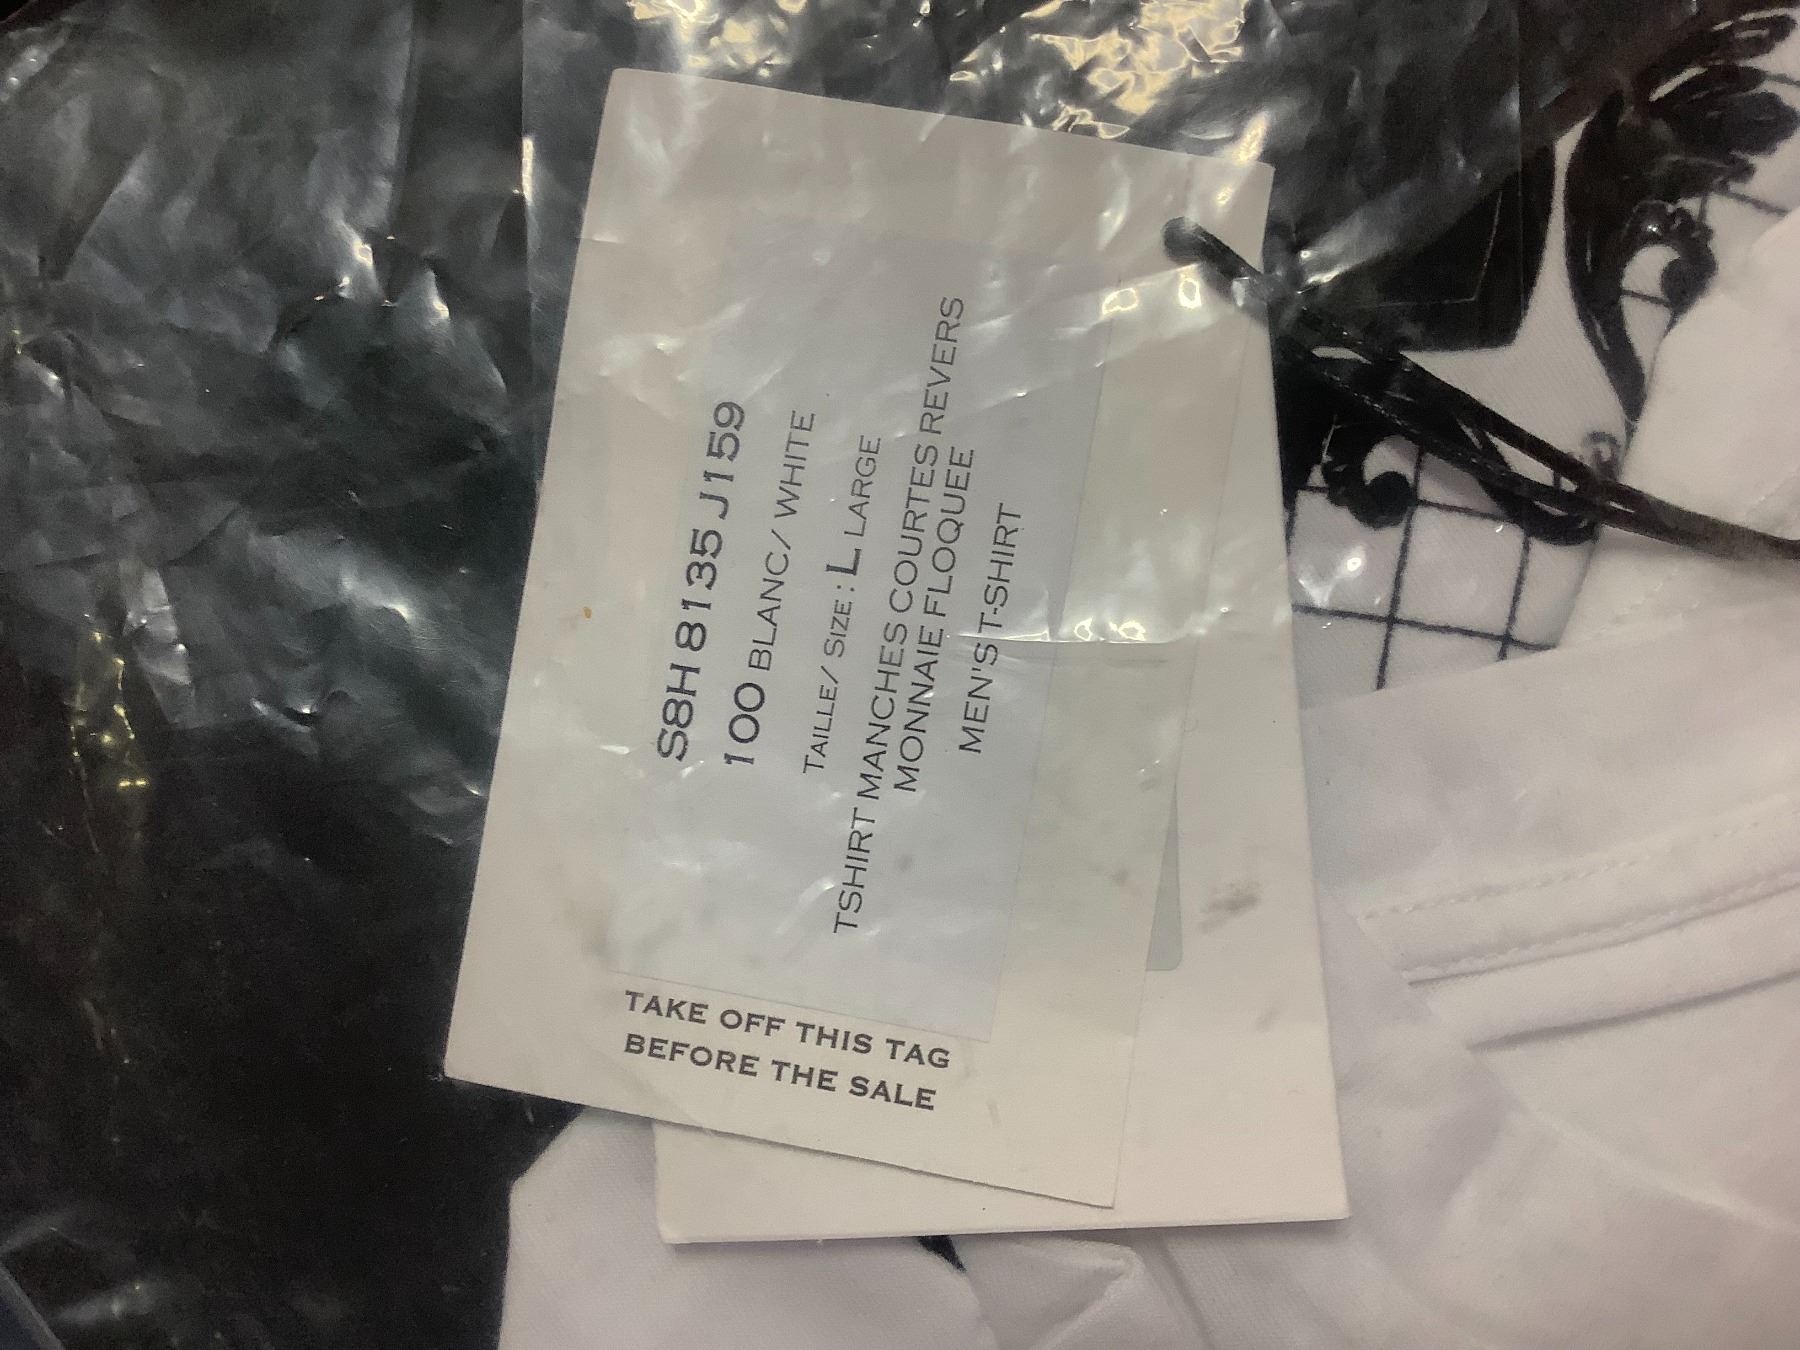 S8H 8135 J159
100 BLANC/ WHITE
TAILLE/ SIZE: L LARGE
TSHIRT MANCHES COURTES REVERS
MONNAIE FLOQUEE
MEN'S T-SHIRT
TAKE OFF THIS TAG
BEFORE THE SALE